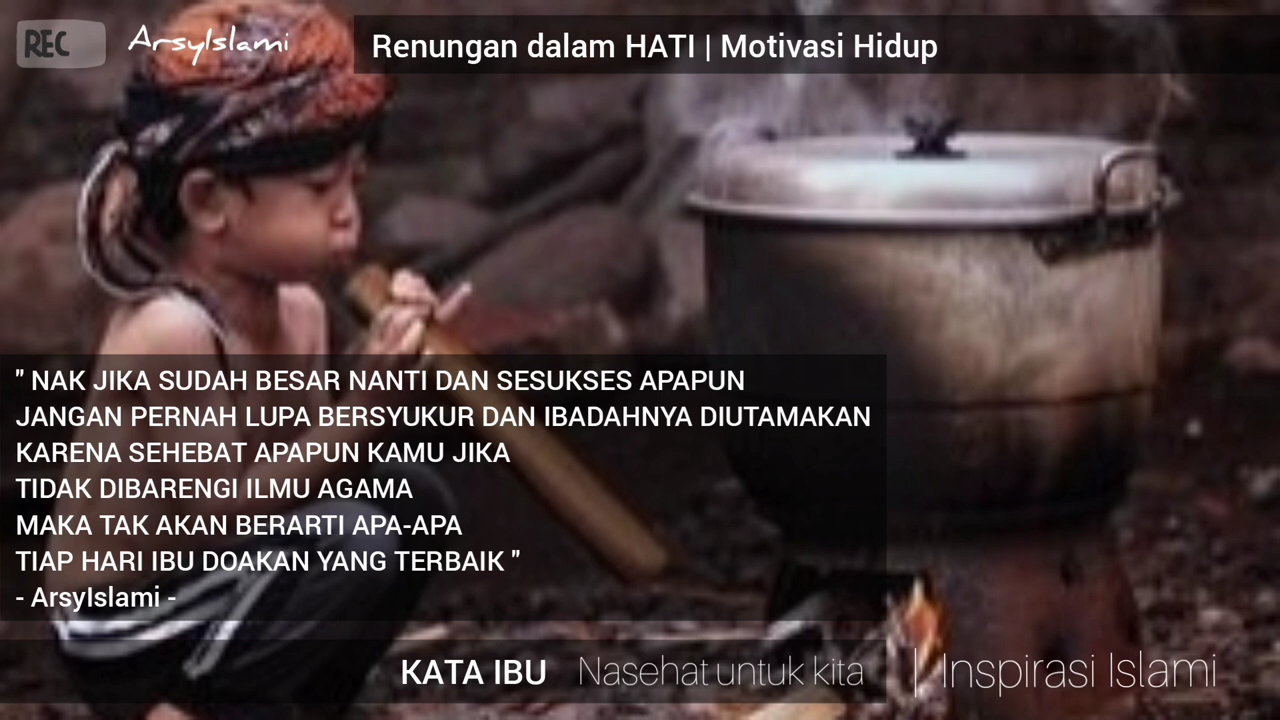 REC
ArsyIslami
Renungan dalam HATI | Motivasi Hidup
" NAK JIKA SUDAH BESAR NANTI DAN SESUKSES APAPUN
JANGAN PERNAH LUPA BERSYUKUR DAN IBADAHNYA DIUTAMAKAN
KARENA SEHEBAT APAPUN KAMU JIKA
TIDAK DIBARENGI ILMU AGAMA
MAKA TAK AKAN BERARTI APA-APA
TIAP HARI IBU DOAKAN YANG TERBAIK "
- ArsyIslami -
KATA IBU Nasehat untuk kita | Inspirasi Islami